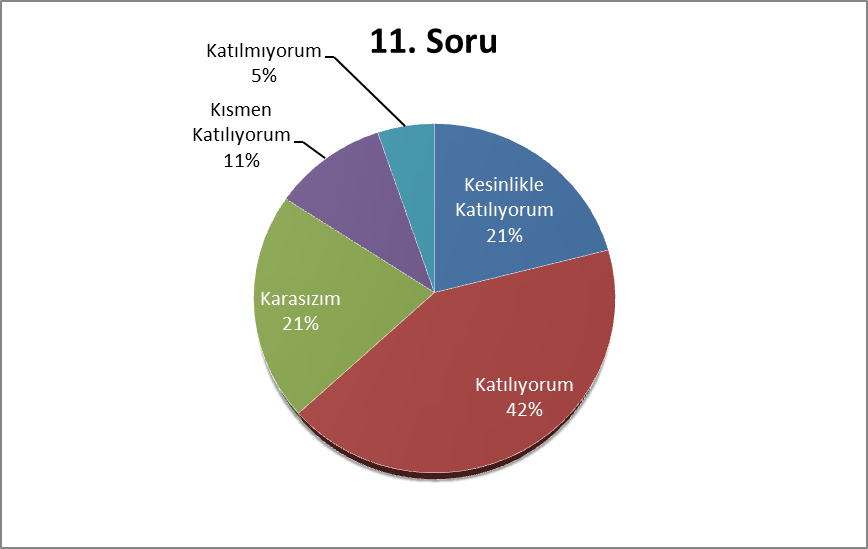 11. Soru
Katılmıyorum
5%
Kısmen
Katılıyorum
11%
Kesinlikle
Katılıyorum
21%
Karasızım
21%
Katılıyorum
42%